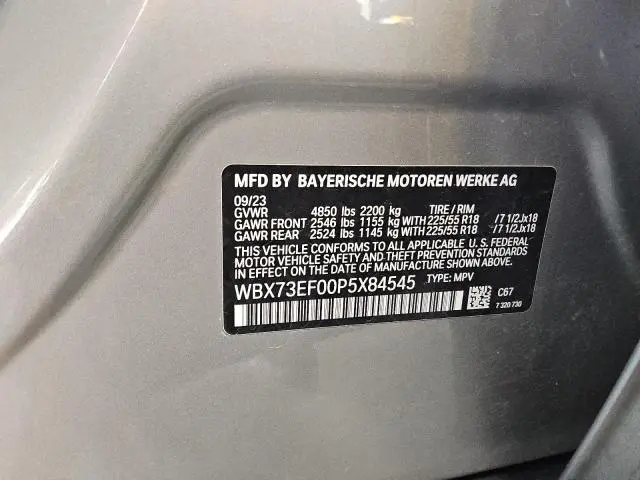 MFD BY BAYERISCHE MOTOREN WERKE AG
09/23
GVWR 4850 lbs 2200 kg TIRE / RIM
GAWR FRONT 2546 lbs 1155 kg WITH 225/55 R18 /7 1/2Jx18
GAWR REAR 2524 lbs 1145 kg WITH 225/55 R18 /7 1/2Jx18
THIS VEHICLE CONFORMS TO ALL APPLICABLE U. S. FEDERAL
MOTOR VEHICLE SAFETY AND THEFT PREVENTION STANDARDS
IN EFFECT ON THE DATE OF MANUFACTURE SHOWN ABOVE.
WBX73EF00P5X84545 TYPE: MPV
C67
7 320 730